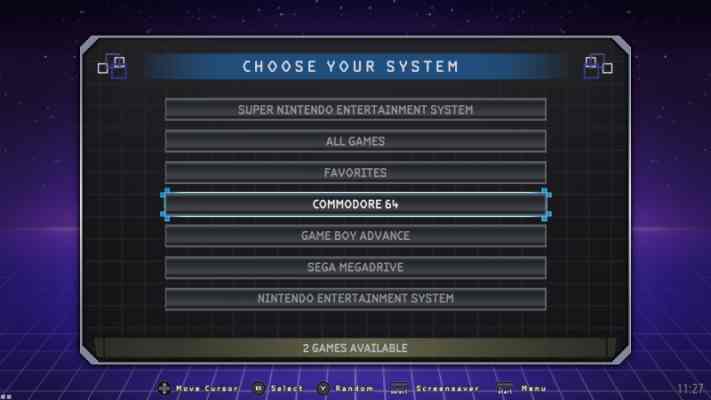 CHOOSE YOUR SYSTEM
SUPER NINTENDO ENTERTAINMENT SYSTEM
ALL GAMES
FAVORITES
COMMODORE 64
GAME BOY ADVANCE
SEGA MEGADRIVE
NINTENDO ENTERTAINMENT SYSTEM
2 GAMES AVAILABLE
Move Cursor Select Random Screensaver Menu 11:27